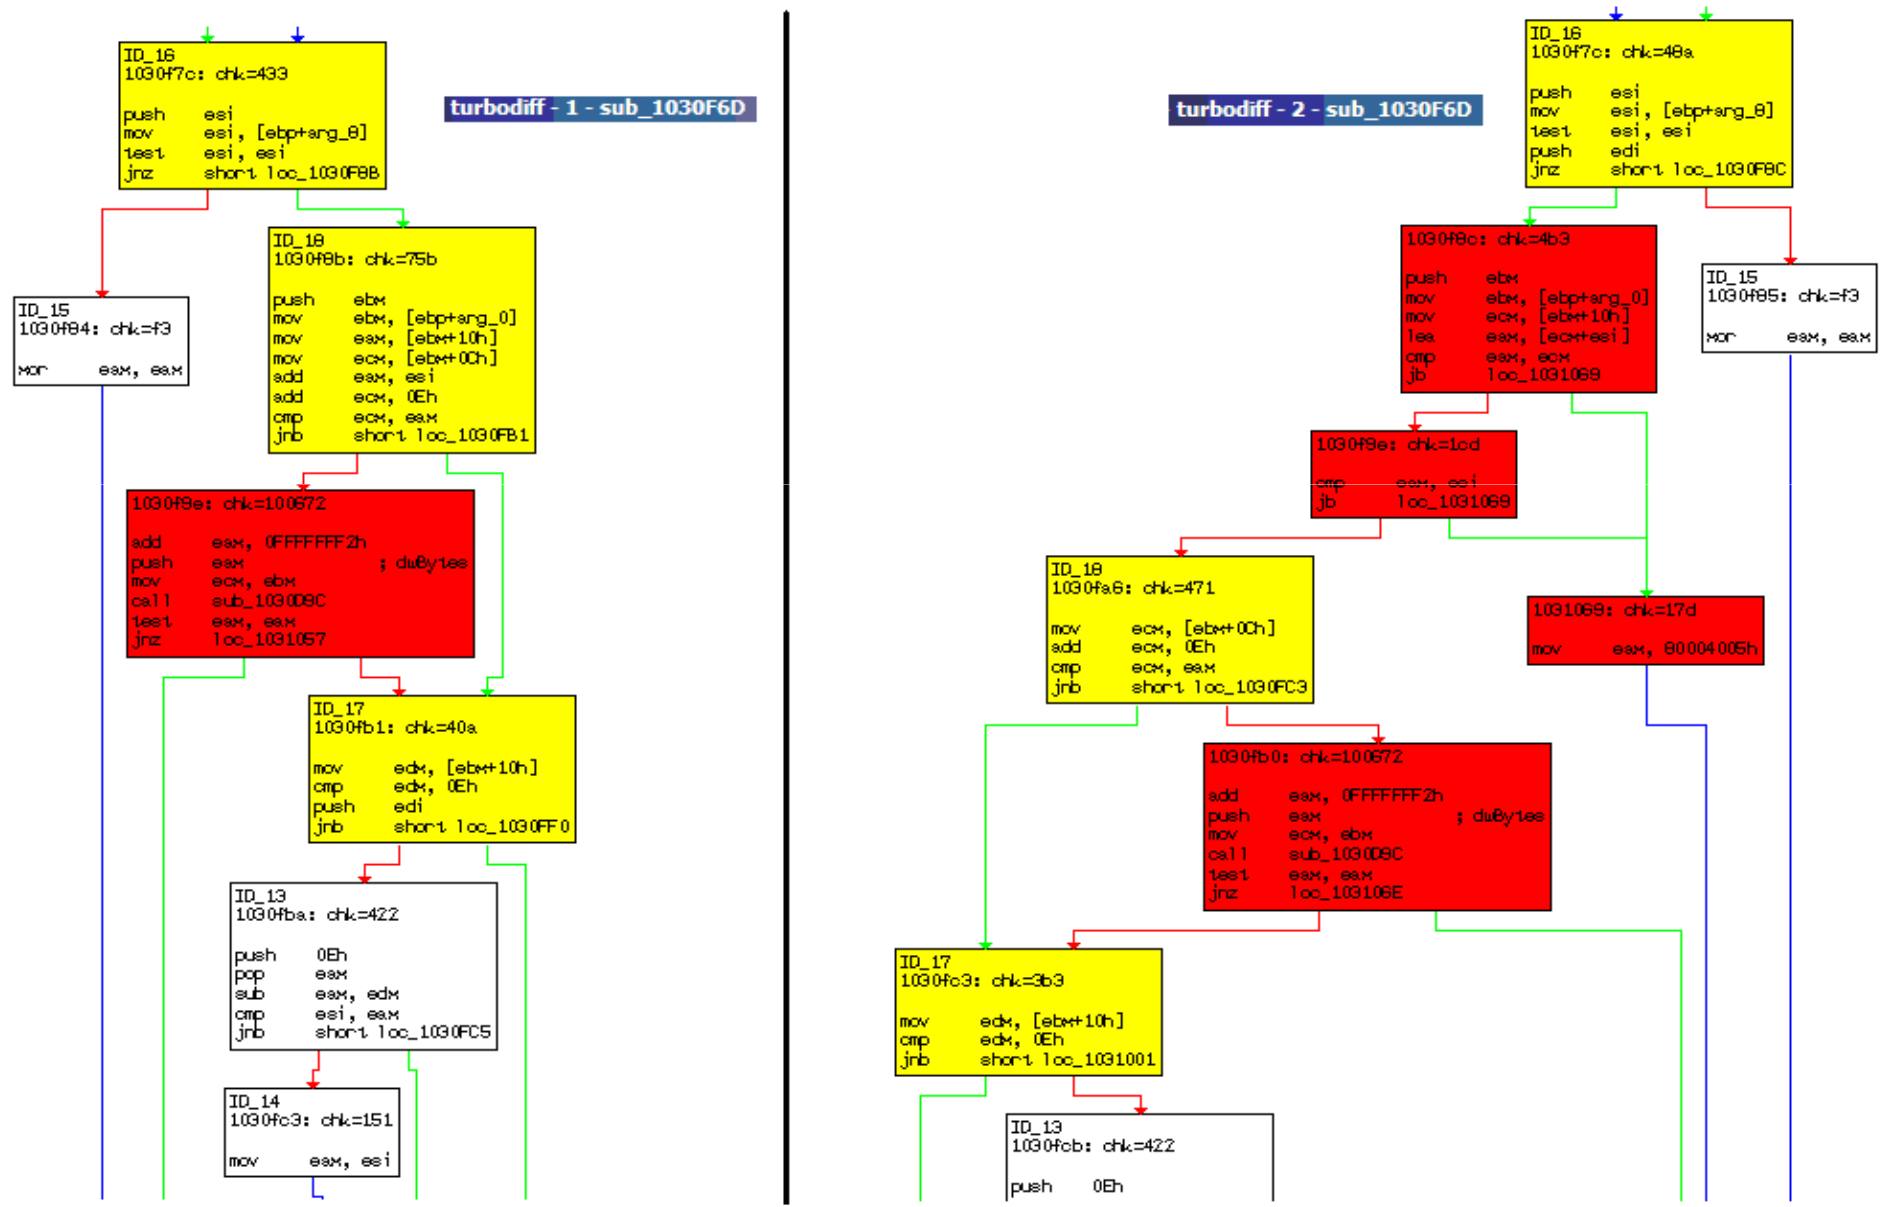 ID_16
1030f7c: chk=433
push esi
mov esi, [ebp+arg_8]
test esi, esi
jnz short loc_1030F8B
turbodiff - 1 - sub_1030F6D
ID_18
1030f8b: chk=75b
push ebx
mov ebx, [ebp+arg_0]
mov eax, [ebx+10h]
mov ecx, [ebx+0Ch]
add eax, esi
add ecx, 0Eh
cmp ecx, eax
jnb short loc_1030FB1
ID_15
1030f84: chk=f3
xor eax, eax
1030f9e: chk=100672
add eax, 0FFFFFFF2h
push eax ; dwBytes
mov ecx, ebx
call sub_1030D9C
test eax, eax
jnz loc_1031057
ID_17
1030fb1: chk=40a
mov edx, [ebx+10h]
cmp edx, 0Eh
push edi
jnb short loc_1030FF0
ID_13
1030fba: chk=422
push 0Eh
pop eax
sub eax, edx
cmp esi, eax
jnb short loc_1030FC5
ID_14
1030fc3: chk=151
mov eax, esi
turbodiff - 2 - sub_1030F6D
ID_16
1030f7c: chk=48a
push esi
mov esi, [ebp+arg_8]
test esi, esi
push edi
jnz short loc_1030F8C
1030f8c: chk=4b3
push ebx
mov ebx, [ebp+arg_0]
mov ecx, [ebx+10h]
lea eax, [ecx+esi]
cmp eax, ecx
jb loc_1031069
ID_15
1030f85: chk=f3
xor eax, eax
1030f9e: chk=1cd
cmp eax, esi
jb loc_1031069
ID_18
1030fa6: chk=471
mov ecx, [ebx+0Ch]
add ecx, 0Eh
cmp ecx, eax
jnb short loc_1030FC3
1031069: chk=17d
mov eax, 80004005h
1030fb0: chk=100672
add eax, 0FFFFFFF2h
push eax ; dwBytes
mov ecx, ebx
call sub_1030D9C
test eax, eax
jnz loc_103106E
ID_17
1030fc3: chk=3b3
mov edx, [ebx+10h]
cmp edx, 0Eh
jnb short loc_1031001
ID_13
1030fcb: chk=422
push 0Eh